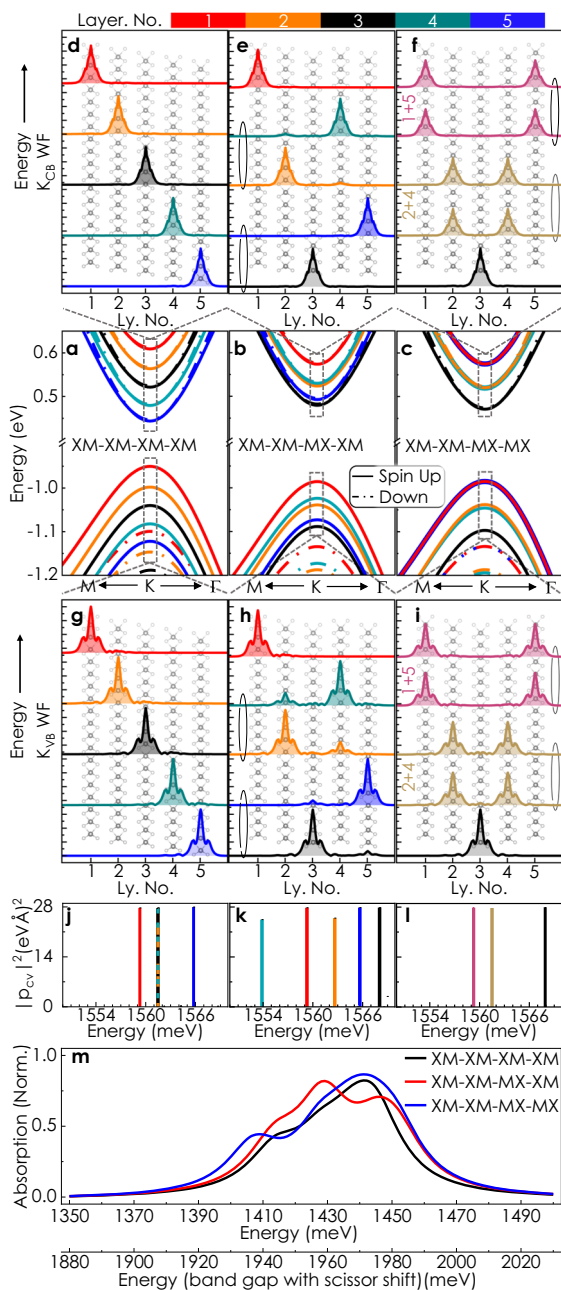 Layer. No. 1 2 3 4 5
d e f
Energy
K_CB WF
1+5
2+4
1 2 3 4 5 1 2 3 4 5 1 2 3 4 5
Ly. No. Ly. No. Ly. No.
a b c
Energy (eV)
0.6
0.5
XM-XM-XM-XM XM-XM-MX-XM XM-XM-MX-MX
Spin Up
Down
-1.0
-1.1
-1.2
M K Γ M K Γ M K Γ
g h i
Energy
K_VB WF
1+5
2+4
1 2 3 4 5 1 2 3 4 5 1 2 3 4 5
Ly. No. Ly. No. Ly. No.
j k l
|p_cv|²(eVÅ)²
28
14
0
1554 1560 1566 1554 1560 1566 1554 1560 1566
Energy (meV) Energy (meV) Energy (meV)
m
Absorption (Norm.)
1.0
0.5
0.0
XM-XM-XM-XM
XM-XM-MX-XM
XM-XM-MX-MX
1350 1380 1410 1440 1470 1500
Energy (meV)
1880 1900 1920 1940 1960 1980 2000 2020
Energy (band gap with scissor shift)(meV)